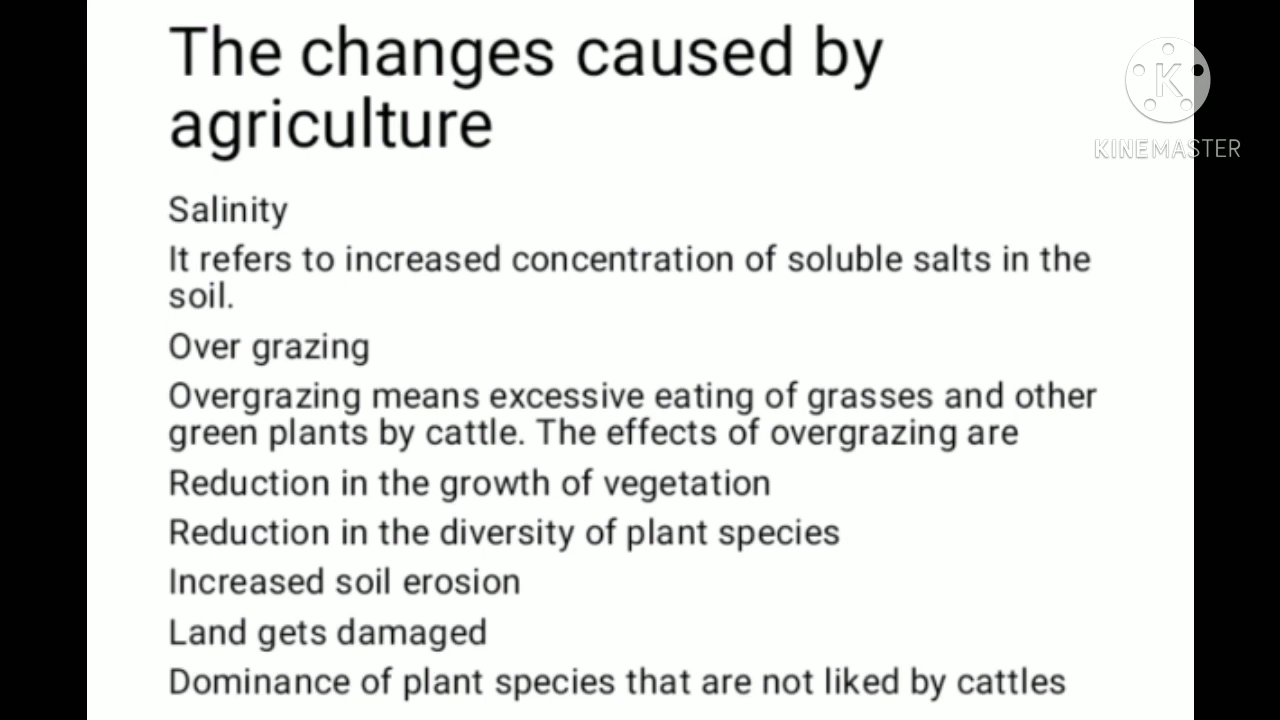 The changes caused by
agriculture
K
KINEMASTER
Salinity
It refers to increased concentration of soluble salts in the
soil.
Over grazing
Overgrazing means excessive eating of grasses and other
green plants by cattle. The effects of overgrazing are
Reduction in the growth of vegetation
Reduction in the diversity of plant species
Increased soil erosion
Land gets damaged
Dominance of plant species that are not liked by cattles